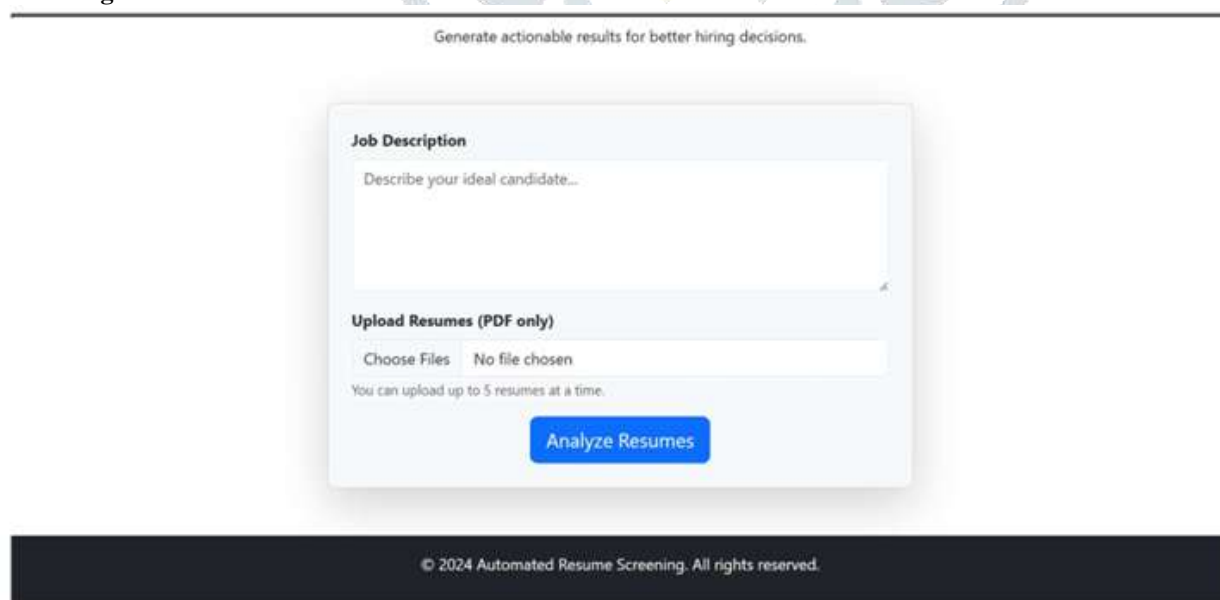 Generate actionable results for better hiring decisions.
Job Description
Describe your ideal candidate...
Upload Resumes (PDF only)
Choose Files No file chosen
You can upload up to 5 resumes at a time.
Analyze Resumes
© 2024 Automated Resume Screening. All rights reserved.